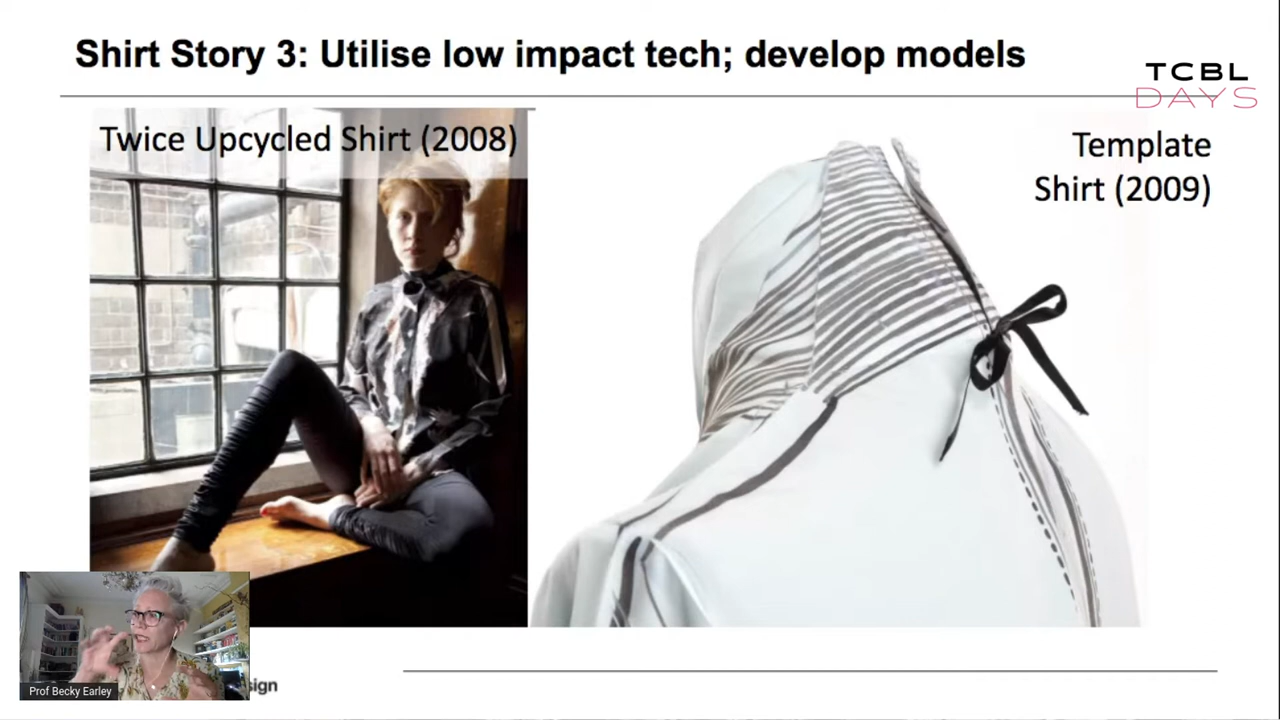 Shirt Story 3: Utilise low impact tech; develop models
TCBL
DAYS
Twice Upcycled Shirt (2008)
Template
Shirt (2009)
Prof Becky Earley